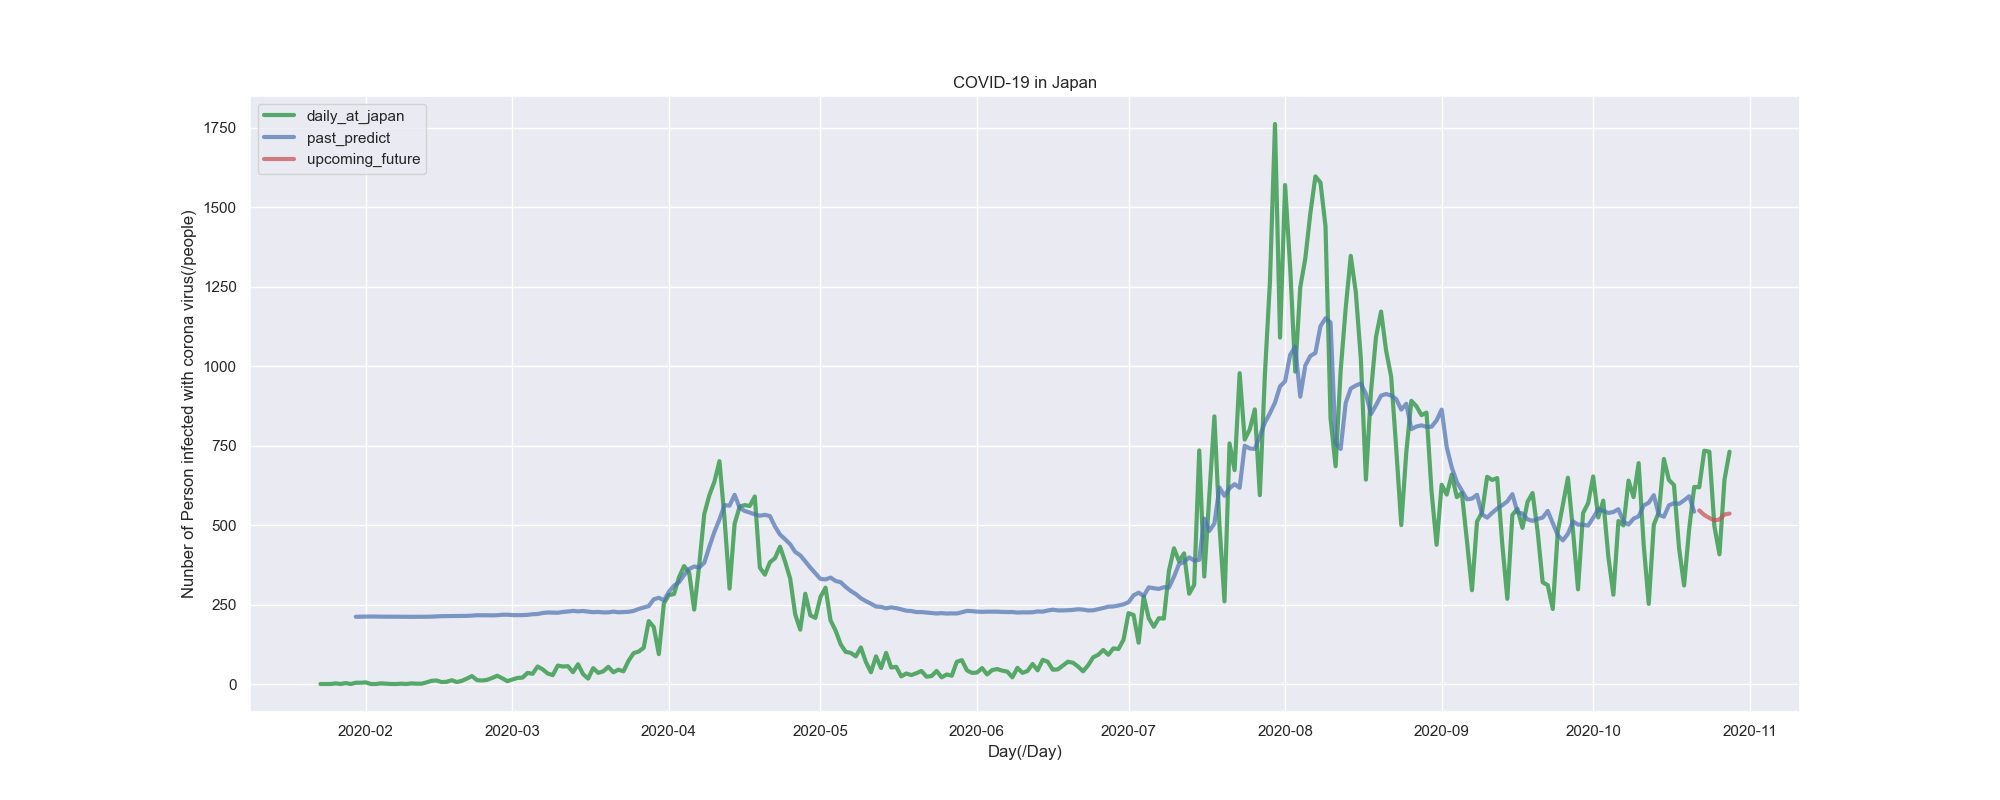 COVID-19 in Japan
daily_at_japan
past_predict
upcoming_future
1750
1500
1250
1000
750
500
250
0
Nunber of Person infected with corona virus(/people)
2020-02 2020-03 2020-04 2020-05 2020-06 2020-07 2020-08 2020-09 2020-10 2020-11
Day(/Day)